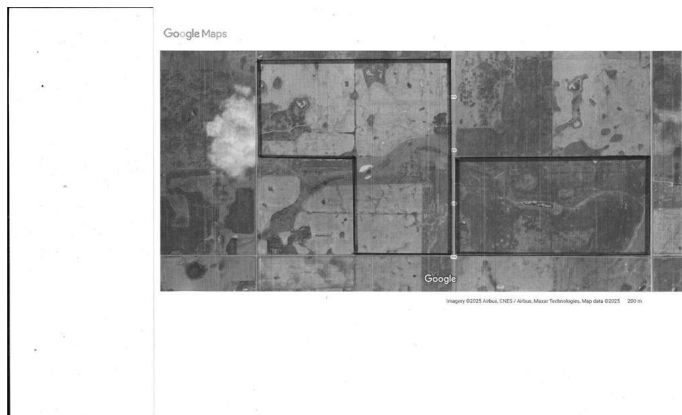 Google Maps
Google
Imagery ©2025 Airbus, CNES / Airbus, Maxar Technologies, Map data ©2025 200 m